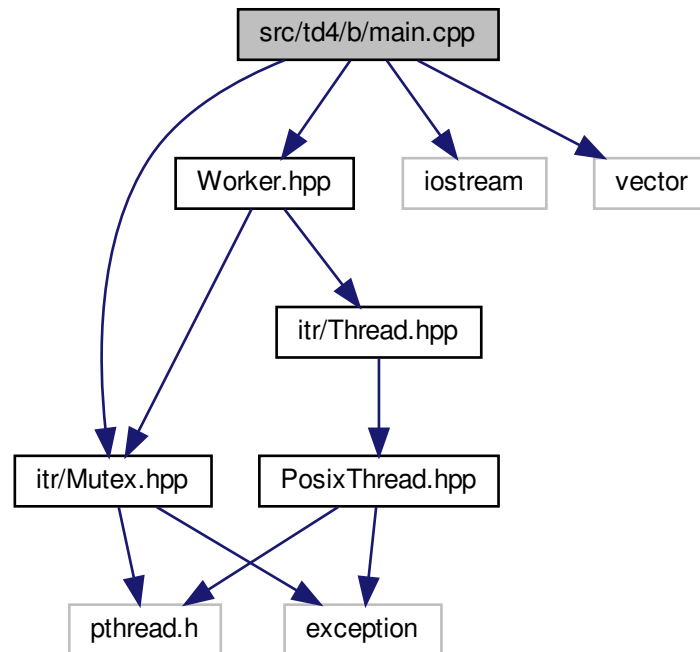 src/td4/b/main.cpp
Worker.hpp
iostream
vector
itr/Thread.hpp
itr/Mutex.hpp
PosixThread.hpp
pthread.h
exception